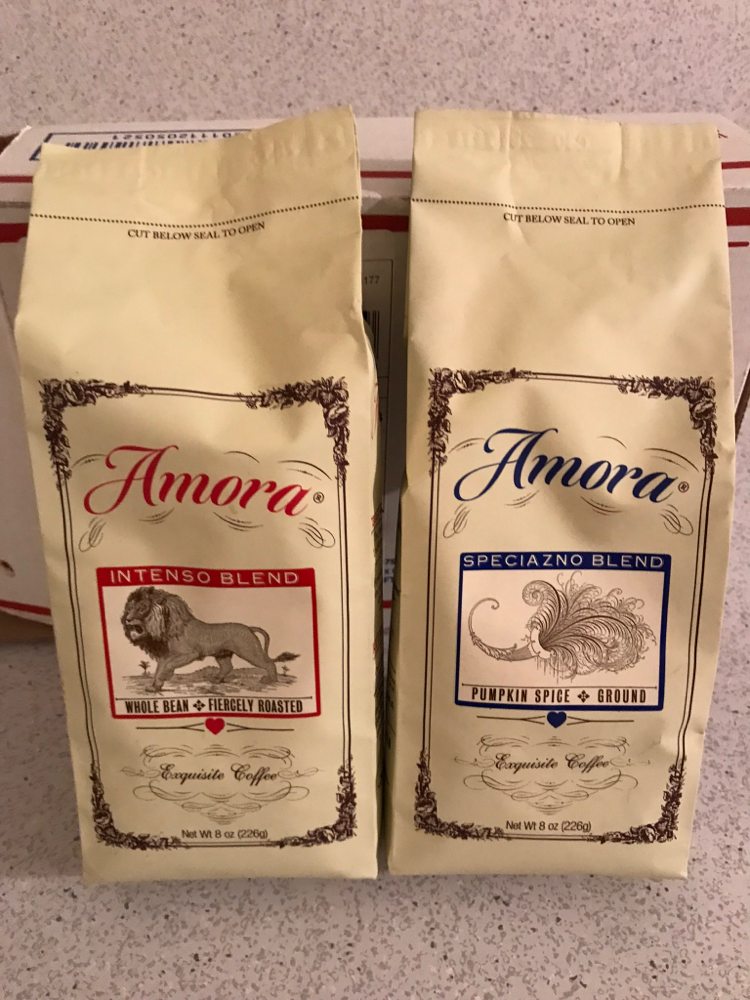 CUT BELOW SEAL TO OPEN
Amora®
INTENSO BLEND
WHOLE BEAN ✥ FIERCELY ROASTED
Exquisite Coffee
Net Wt 8 oz (226g)
CUT BELOW SEAL TO OPEN
Amora®
SPECIAZNO BLEND
PUMPKIN SPICE ✥ GROUND
Exquisite Coffee
Net Wt 8 oz (226g)
177